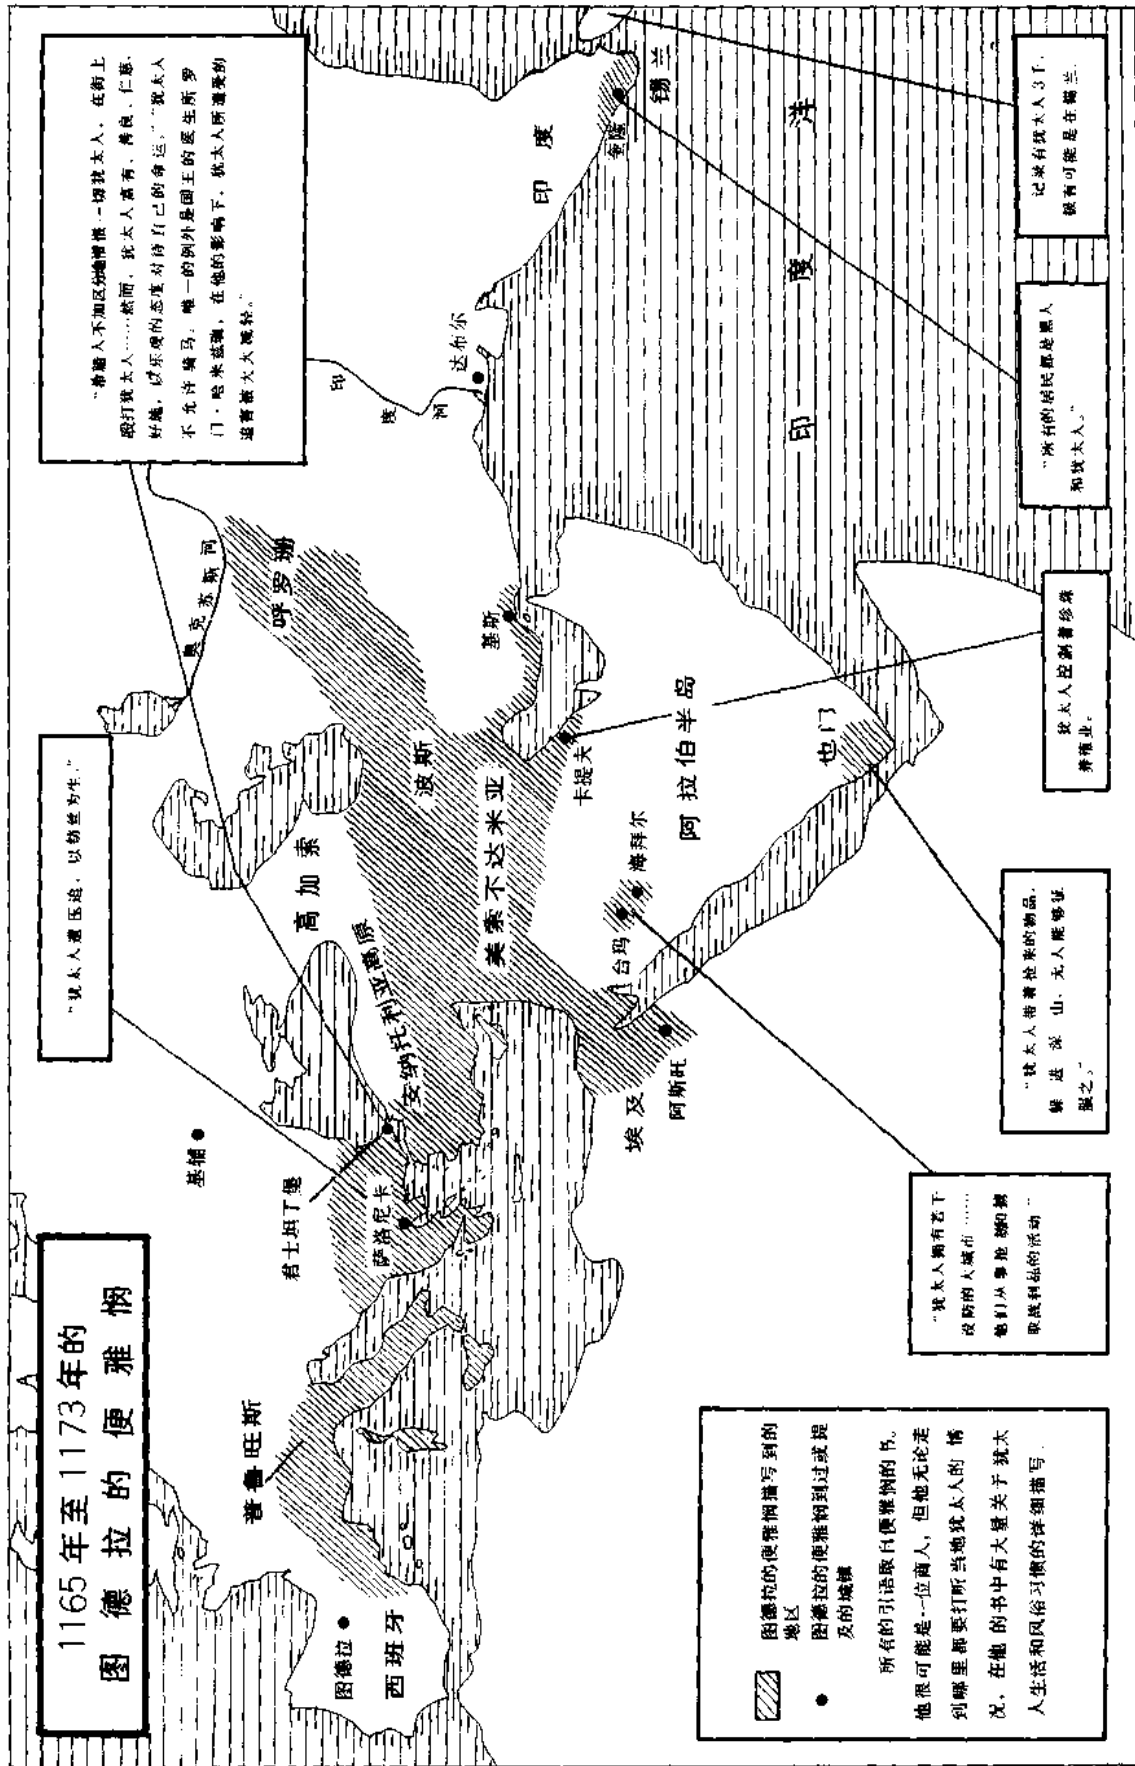 1165年至1173年的
图德拉的便雅悯
“犹太人遭压迫，以纺丝为生。”
“希腊人不加区分地憎恨一切犹太人，在街上
殴打犹太人……然而，犹太人富有、善良、仁慈、
好施，以乐观的态度对待自己的命运。”“犹太人
不允许骑马。唯一的例外是国王的医生所罗
门·哈米兹瑞，在他的影响下，犹太人所遭受的
迫害被大大减轻。”
普鲁旺斯
图德拉
西班牙
基辅
君士坦丁堡
萨洛尼卡
安纳托利亚高原
高加索
奥克苏斯河
呼罗珊
波斯
美索不达米亚
基斯
卡提夫
印度河
达布尔
印度
奎隆
锡兰
印度洋
阿拉伯半岛
也门
海拜尔
台玛
埃及
阿斯旺
图德拉的便雅悯描写到的
地区
图德拉的便雅悯到过或提
及的城镇
所有的引语取自便雅悯的书。
他很可能是一位商人，但他无论走
到哪里都要打听当地犹太人的情
况，在他的书中有大量关于犹太
人生活和风俗习惯的详细描写.
“犹太人拥有若干
设防的大城市……
他们从事抢劫和掳
取战利品的活动”
“犹太人带着抢来的物品，
躲进深山、无人能够征
服之。”
犹太人控制着珍珠
养殖业。
“所有的居民都是黑人
和犹太人。”
记录有犹太人3千，
极有可能是在锡兰.